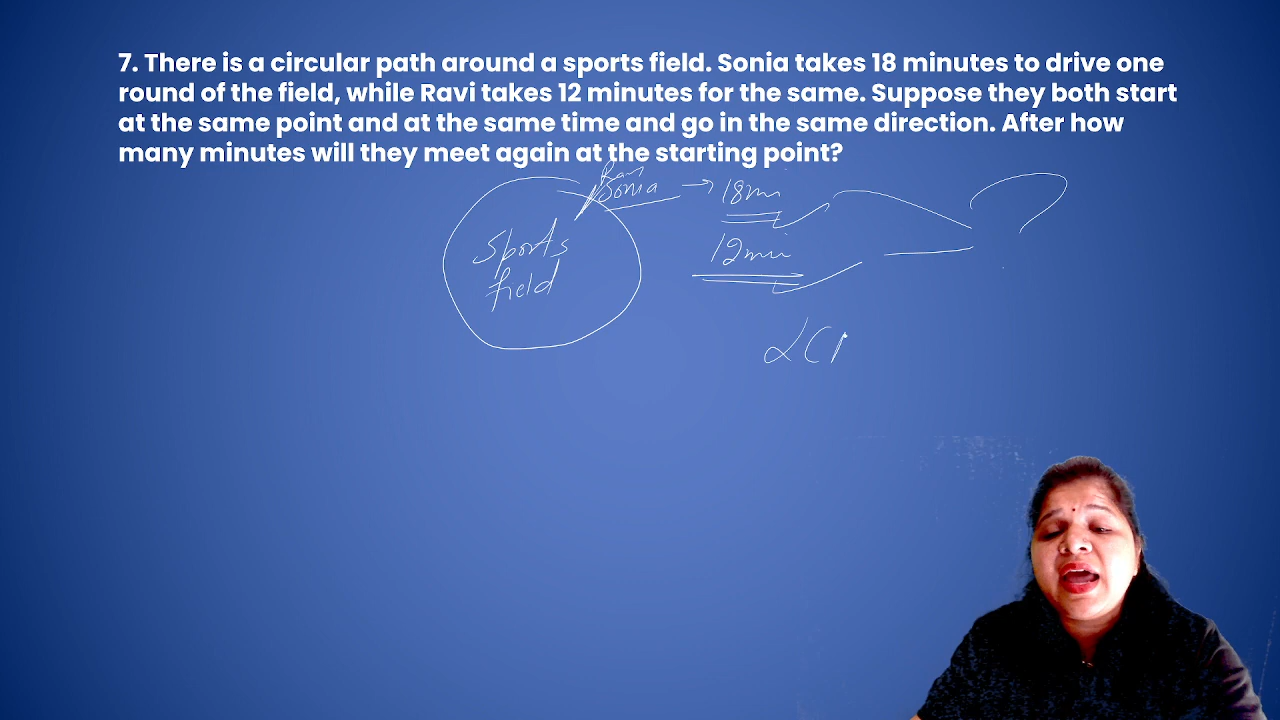 7. There is a circular path around a sports field. Sonia takes 18 minutes to drive one
round of the field, while Ravi takes 12 minutes for the same. Suppose they both start
at the same point and at the same time and go in the same direction. After how
many minutes will they meet again at the starting point?
Sonia → 18min
Sports 12min
field
LC